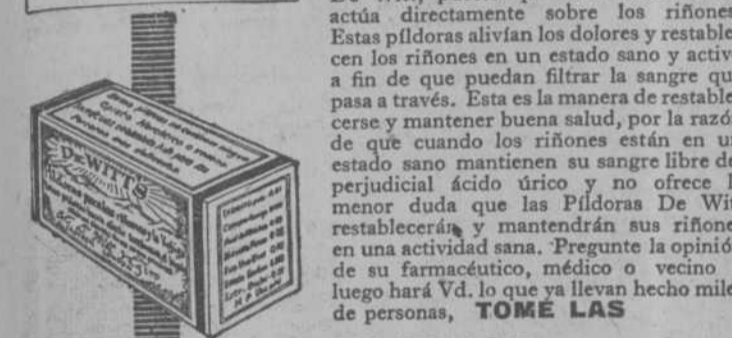 actúa directamente sobre los riñones
Estas píldoras alivían los dolores y restable
cen los riñones en un estado sano y activ
a fin de que puedan filtrar la sangre qu
pasa a través. Esta es la manera de restable
cerse y mantener buena salud, por la razó
de que cuando los riñones están en u
estado sano mantienen su sangre libre de
perjudicial ácido úrico y no ofrece l
menor duda que las Píldoras De Wit
restablecerán y mantendrán sus riñone
en una actividad sana. Pregunte la opinió
de su farmacéutico, médico o vecino
luego hará Vd. lo que ya llevan hecho mile
de personas, TOME LAS
DeWITT'S